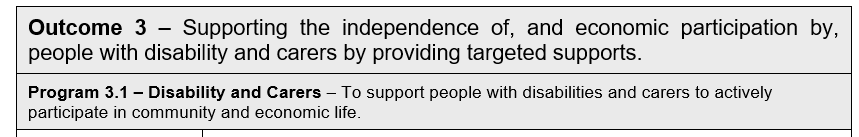 Outcome 3 – Supporting the independence of, and economic participation by,
people with disability and carers by providing targeted supports.
Program 3.1 – Disability and Carers – To support people with disabilities and carers to actively
participate in community and economic life.